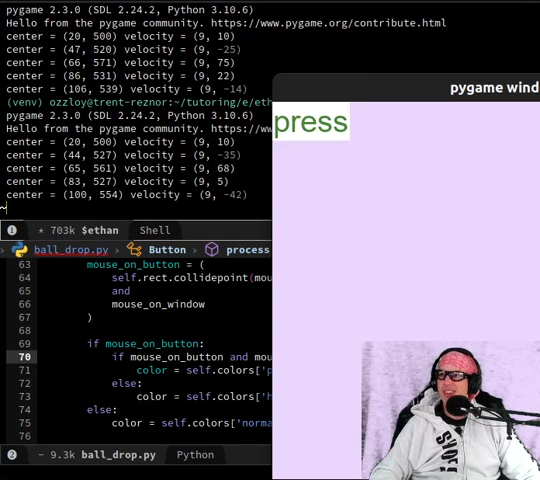 pygame 2.3.0 (SDL 2.24.2, Python 3.10.6)
Hello from the pygame community. https://www.pygame.org/contribute.html
center = (20, 500) velocity = (9, 10)
center = (47, 520) velocity = (9, -25)
center = (66, 571) velocity = (9, 75)
center = (86, 531) velocity = (9, 22)
center = (106, 539) velocity = (9, -14)
(venv) ozzloy@trent-reznor:~/tutoring/e/eth
pygame 2.3.0 (SDL 2.24.2, Python 3.10.6)
Hello from the pygame community. https://ww
center = (20, 500) velocity = (9, 10)
center = (44, 527) velocity = (9, -35)
center = (65, 561) velocity = (9, 68)
center = (83, 527) velocity = (9, 5)
center = (100, 554) velocity = (9, -42)
~
1 * 703k $ethan Shell
› ball_drop.py › Button › process
63 mouse_on_button = (
64 self.rect.collidepoint(mou
65 and
66 mouse_on_window
67 )
68
69 if mouse_on_button:
70 if mouse_on_button and mou
71 color = self.colors['p
72 else:
73 color = self.colors['h
74 else:
75 color = self.colors['norma
76
2 - 9.3k ball_drop.py Python
pygame wind
press